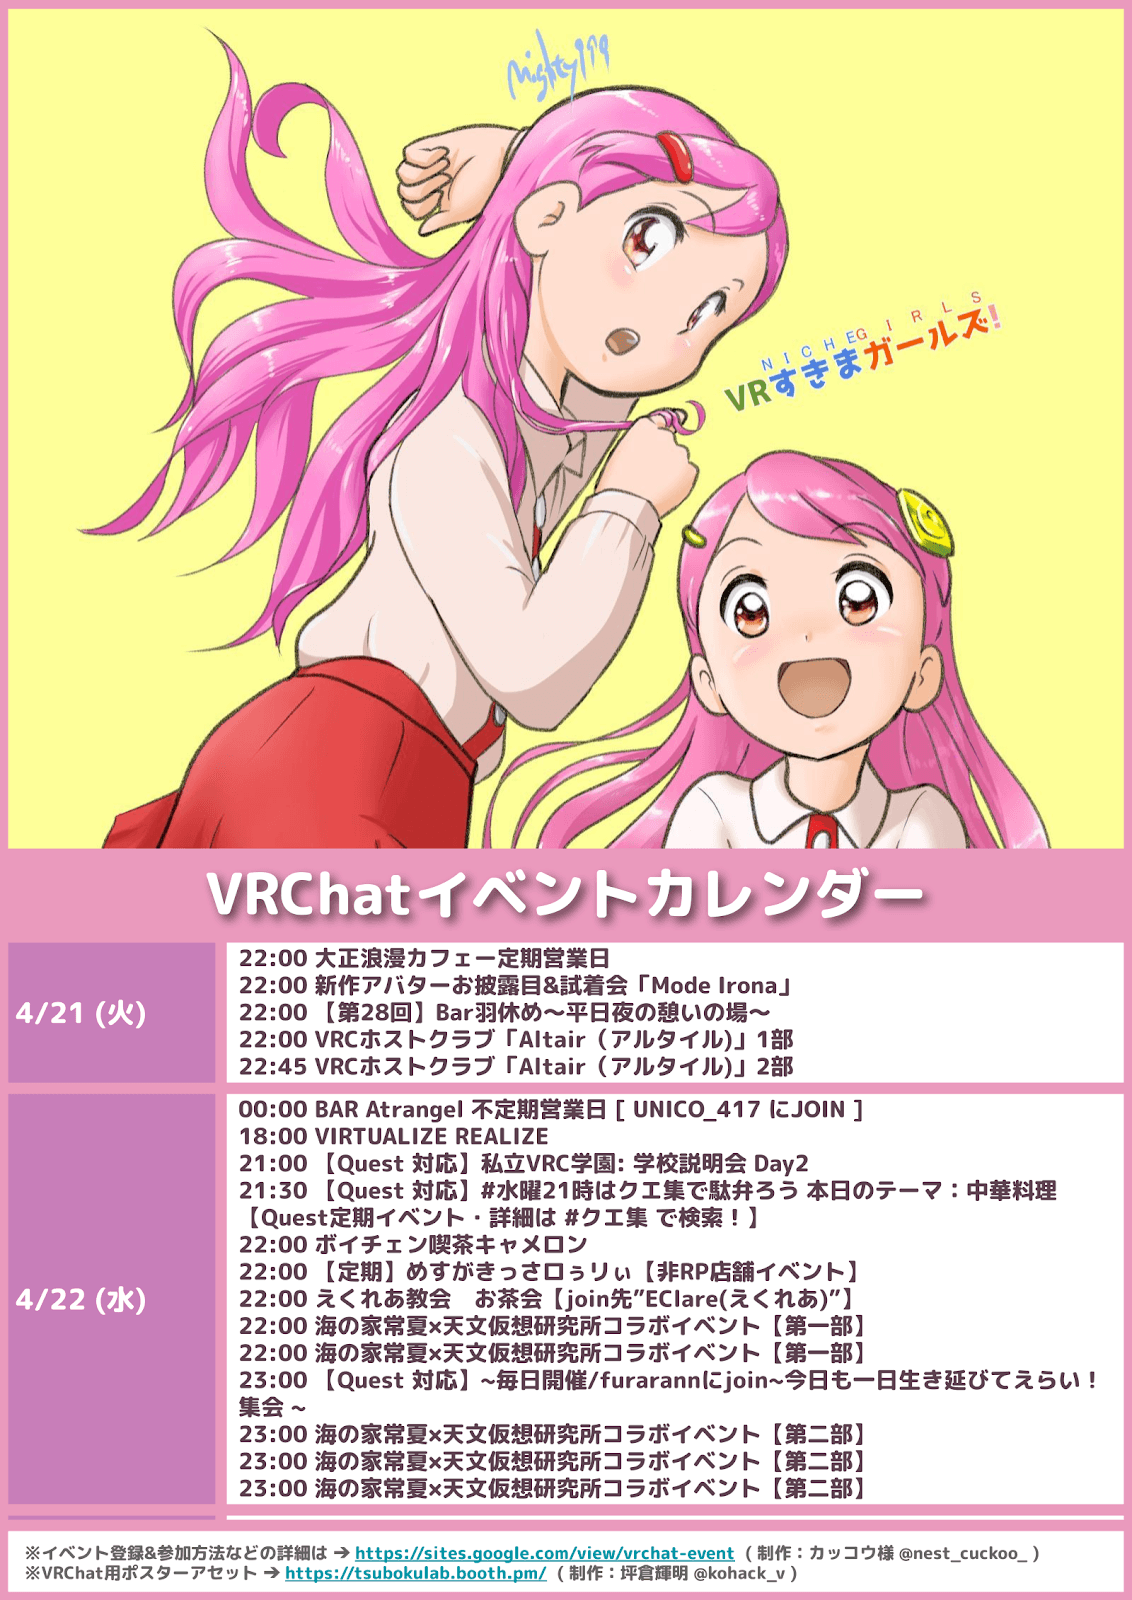 mighty999
NICHE GIRLS
VRすきまガールズ!
VRChatイベントカレンダー
4/21 (火)
22:00 大正浪漫カフェー定期営業日
22:00 新作アバターお披露目&試着会「Mode Irona」
22:00 【第28回】Bar羽休め〜平日夜の憩いの場〜
22:00 VRCホストクラブ「Altair（アルタイル)」1部
22:45 VRCホストクラブ「Altair（アルタイル)」2部
4/22 (水)
00:00 BAR Atrangel 不定期営業日 [ UNICO_417 にJOIN ]
18:00 VIRTUALIZE REALIZE
21:00 【Quest 対応】私立VRC学園: 学校説明会 Day2
21:30 【Quest 対応】#水曜21時はクエ集で駄弁ろう 本日のテーマ：中華料理
【Quest定期イベント・詳細は #クエ集 で検索！】
22:00 ボイチェン喫茶キャメロン
22:00 【定期】めすがきっさロぅリぃ【非RP店舗イベント】
22:00 えくれあ教会　お茶会【join先”EClare(えくれあ)”】
22:00 海の家常夏×天文仮想研究所コラボイベント【第一部】
22:00 海の家常夏×天文仮想研究所コラボイベント【第一部】
23:00 【Quest 対応】~毎日開催/furarannにjoin~今日も一日生き延びてえらい！
集会 ~
23:00 海の家常夏×天文仮想研究所コラボイベント【第二部】
23:00 海の家常夏×天文仮想研究所コラボイベント【第二部】
23:00 海の家常夏×天文仮想研究所コラボイベント【第二部】
※イベント登録&参加方法などの詳細は ➔ https://sites.google.com/view/vrchat-event ( 制作：カッコウ様 @nest_cuckoo_ )
※VRChat用ポスターアセット ➔ https://tsubokulab.booth.pm/ ( 制作：坪倉輝明 @kohack_v )